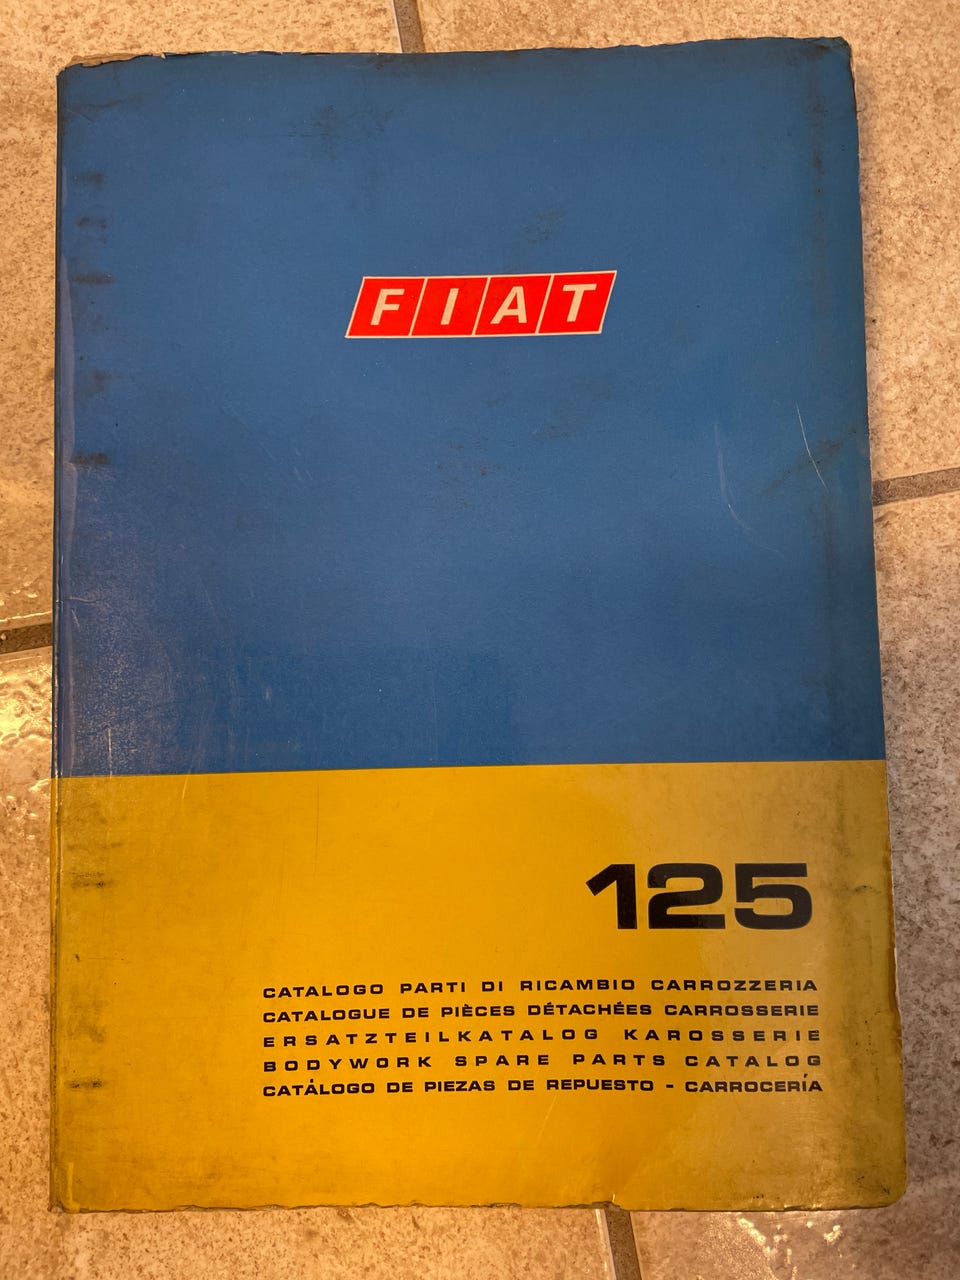 FIAT
125
CATALOGO PARTI DI RICAMBIO CARROZZERIA
CATALOGUE DE PIÈCES DÉTACHÉES CARROSSERIE
ERSATZTEILKATALOG KAROSSERIE
BODYWORK SPARE PARTS CATALOG
CATÁLOGO DE PIEZAS DE REPUESTO - CARROCERÍA